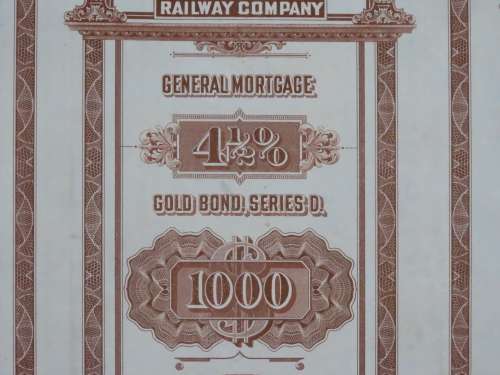 RAILWAY COMPANY
GENERAL MORTGAGE
4½%
GOLD BOND, SERIES D.
$1000